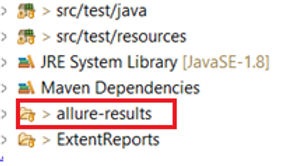 > src/test/java
> src/test/resources
JRE System Library [JavaSE-1.8]
Maven Dependencies
> allure-results
> ExtentReports